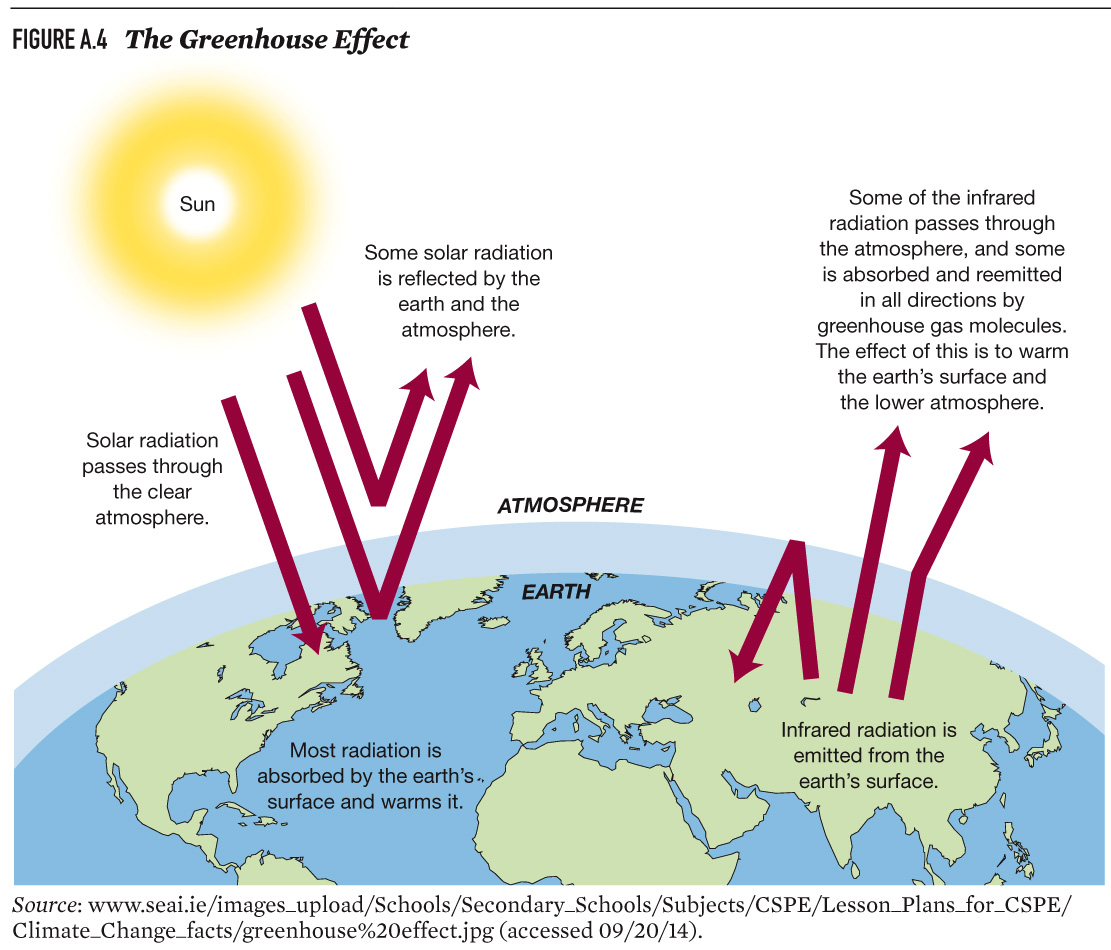 FIGURE A.4 The Greenhouse Effect
Sun
Some solar radiation
is reflected by the
earth and the
atmosphere.
Solar radiation
passes through
the clear
atmosphere.
Some of the infrared
radiation passes through
the atmosphere, and some
is absorbed and reemitted
in all directions by
greenhouse gas molecules.
The effect of this is to warm
the earth's surface and
the lower atmosphere.
ATMOSPHERE
EARTH
Most radiation is
absorbed by the earth's
surface and warms it.
Infrared radiation is
emitted from the
earth's surface.
Source: www.seai.ie/images_upload/Schools/Secondary_Schools/Subjects/CSPE/Lesson_Plans_for_CSPE/
Climate_Change_facts/greenhouse%20effect.jpg (accessed 09/20/14).